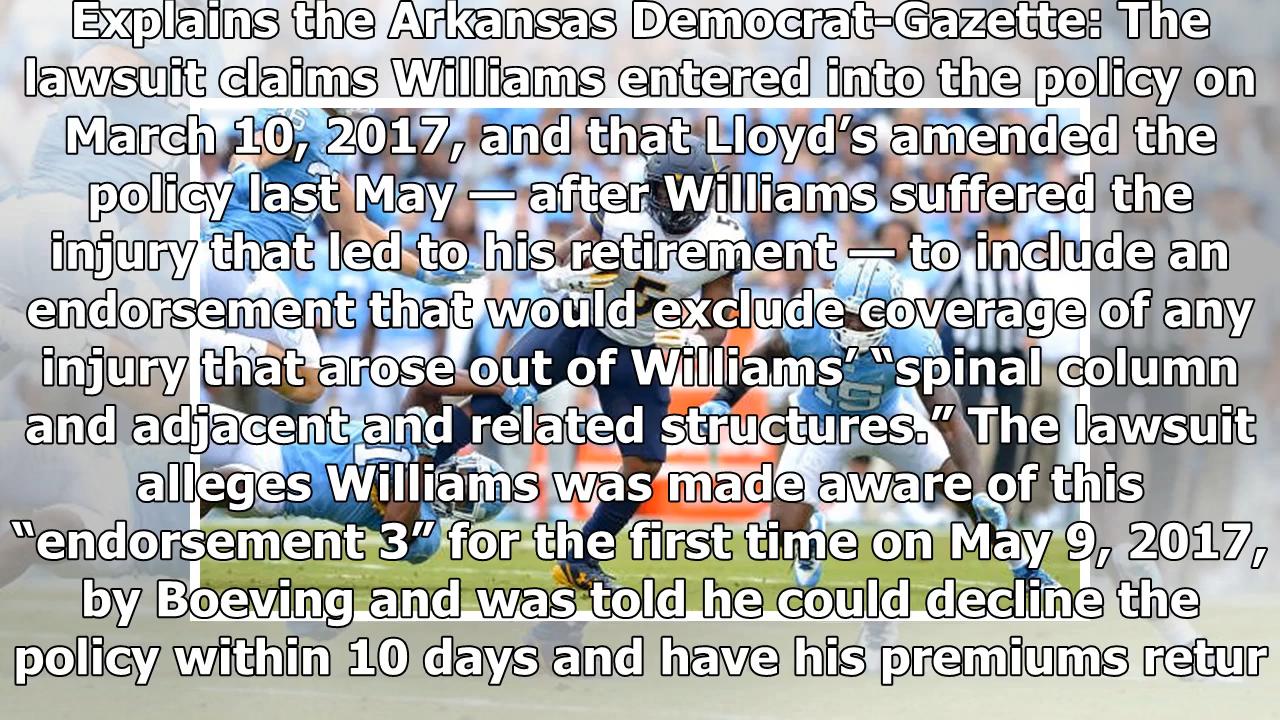 Explains the Arkansas Democrat-Gazette: The
lawsuit claims Williams entered into the policy on
March 10, 2017, and that Lloyd’s amended the
policy last May — after Williams suffered the
injury that led to his retirement — to include an
endorsement that would exclude coverage of any
injury that arose out of Williams’ “spinal column
and adjacent and related structures.” The lawsuit
alleges Williams was made aware of this
“endorsement 3” for the first time on May 9, 2017,
by Boeving and was told he could decline the
policy within 10 days and have his premiums retur
5
15